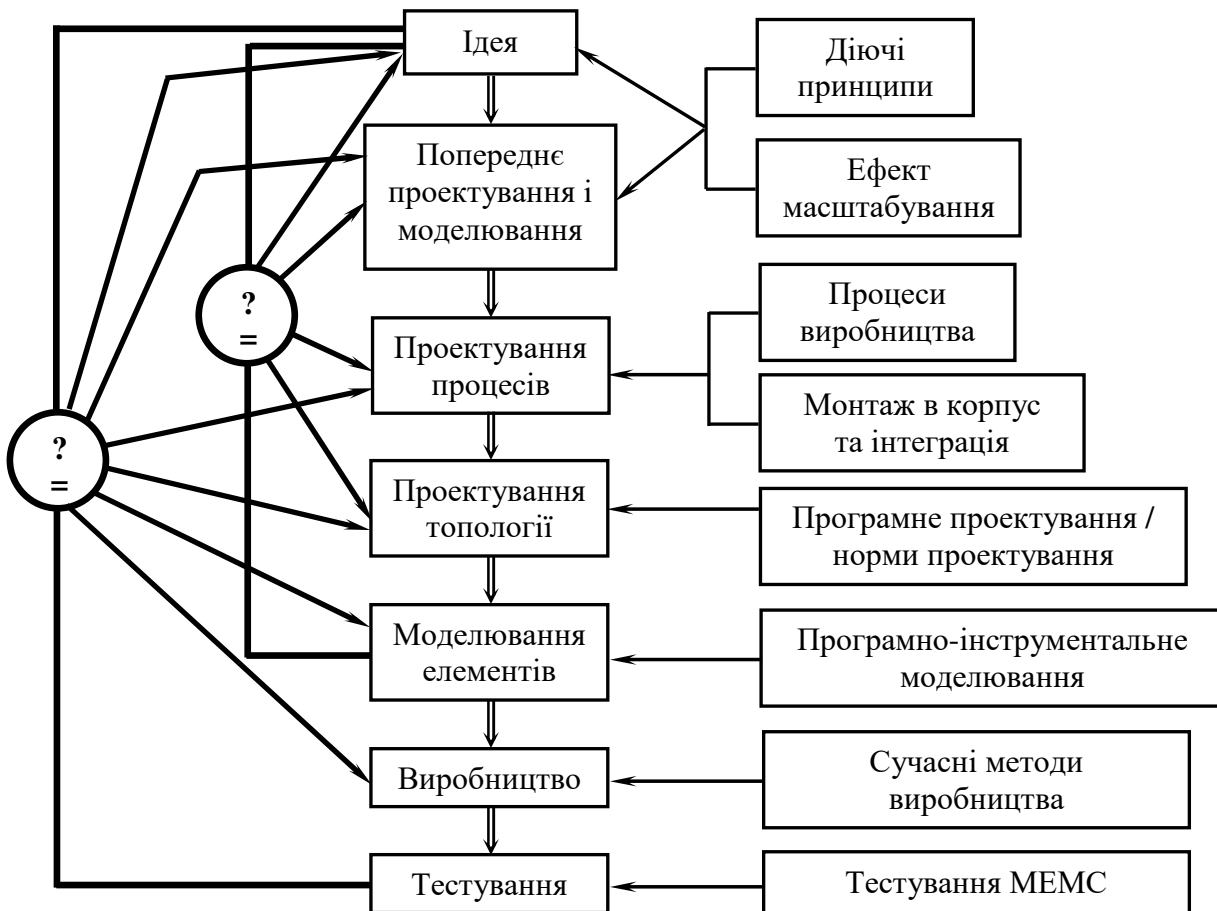 Ідея
Діючі
принципи
Попереднє
проектування і
моделювання
Ефект
масштабування
?
=
Процеси
виробництва
Проектування
процесів
Монтаж в корпус
та інтеграція
?
=
Проектування
топології
Програмне проектування /
норми проектування
Моделювання
елементів
Програмно-інструментальне
моделювання
Виробництво
Сучасні методи
виробництва
Тестування
Тестування МЕМС